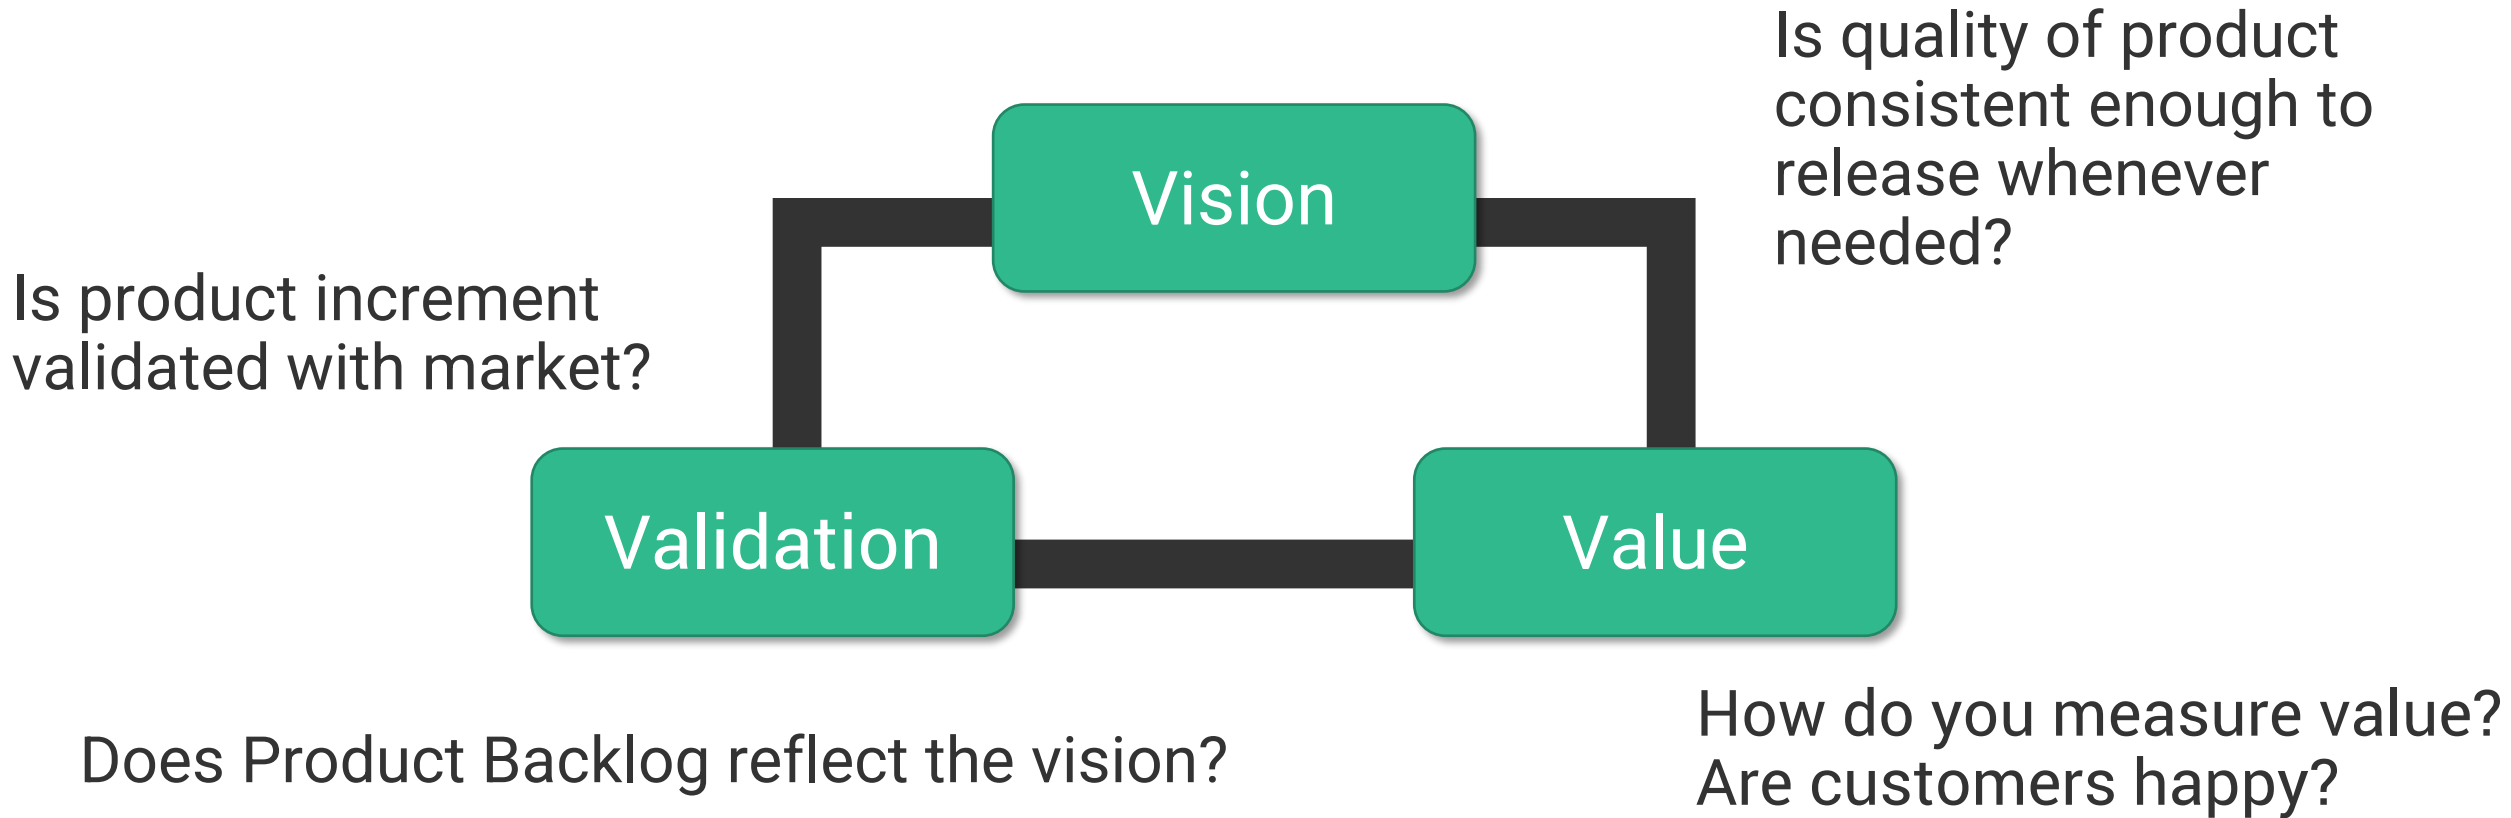 Is quality of product
consistent enough to
release whenever
needed?
Vision
Is product increment
validated with market?
Validation
Value
How do you measure value?
Are customers happy?
Does Product Backlog reflect the vision?